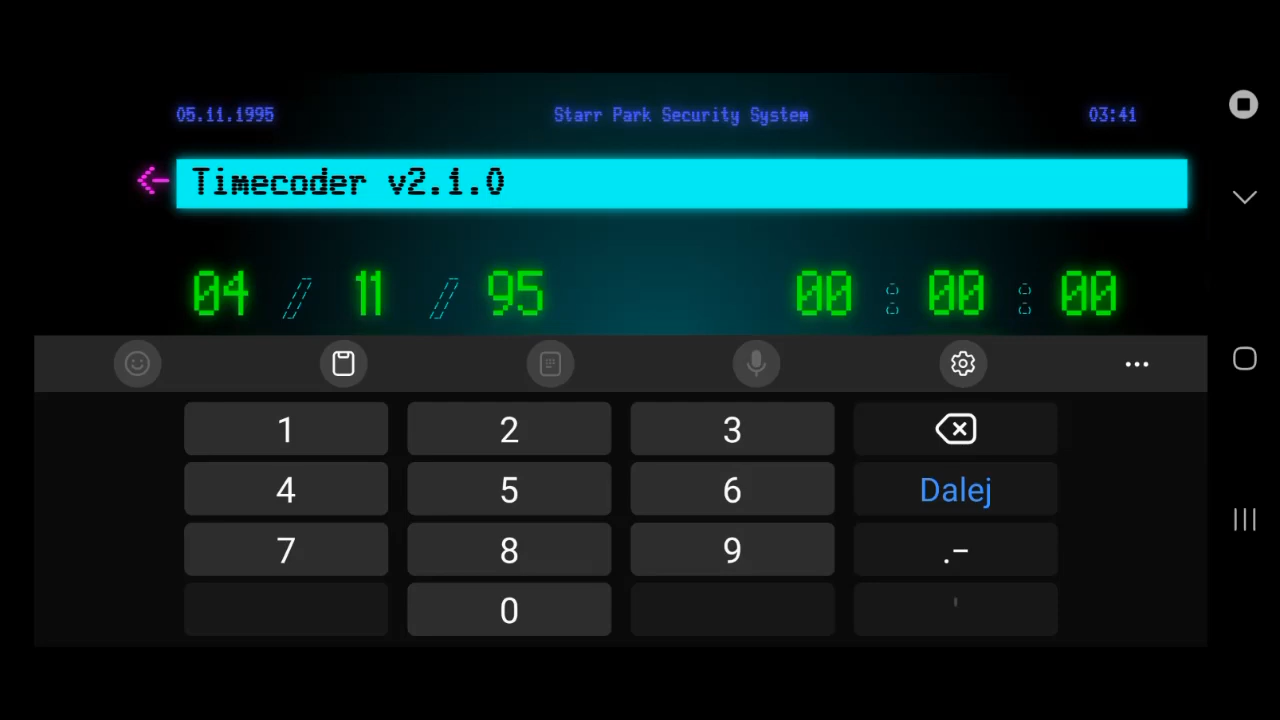 05.11.1995 Starr Park Security System 03:41
Timecoder v2.1.0
04 // 11 // 95 00 : 00 : 00
1 2 3
4 5 6 Dalej
7 8 9 .-
0 '